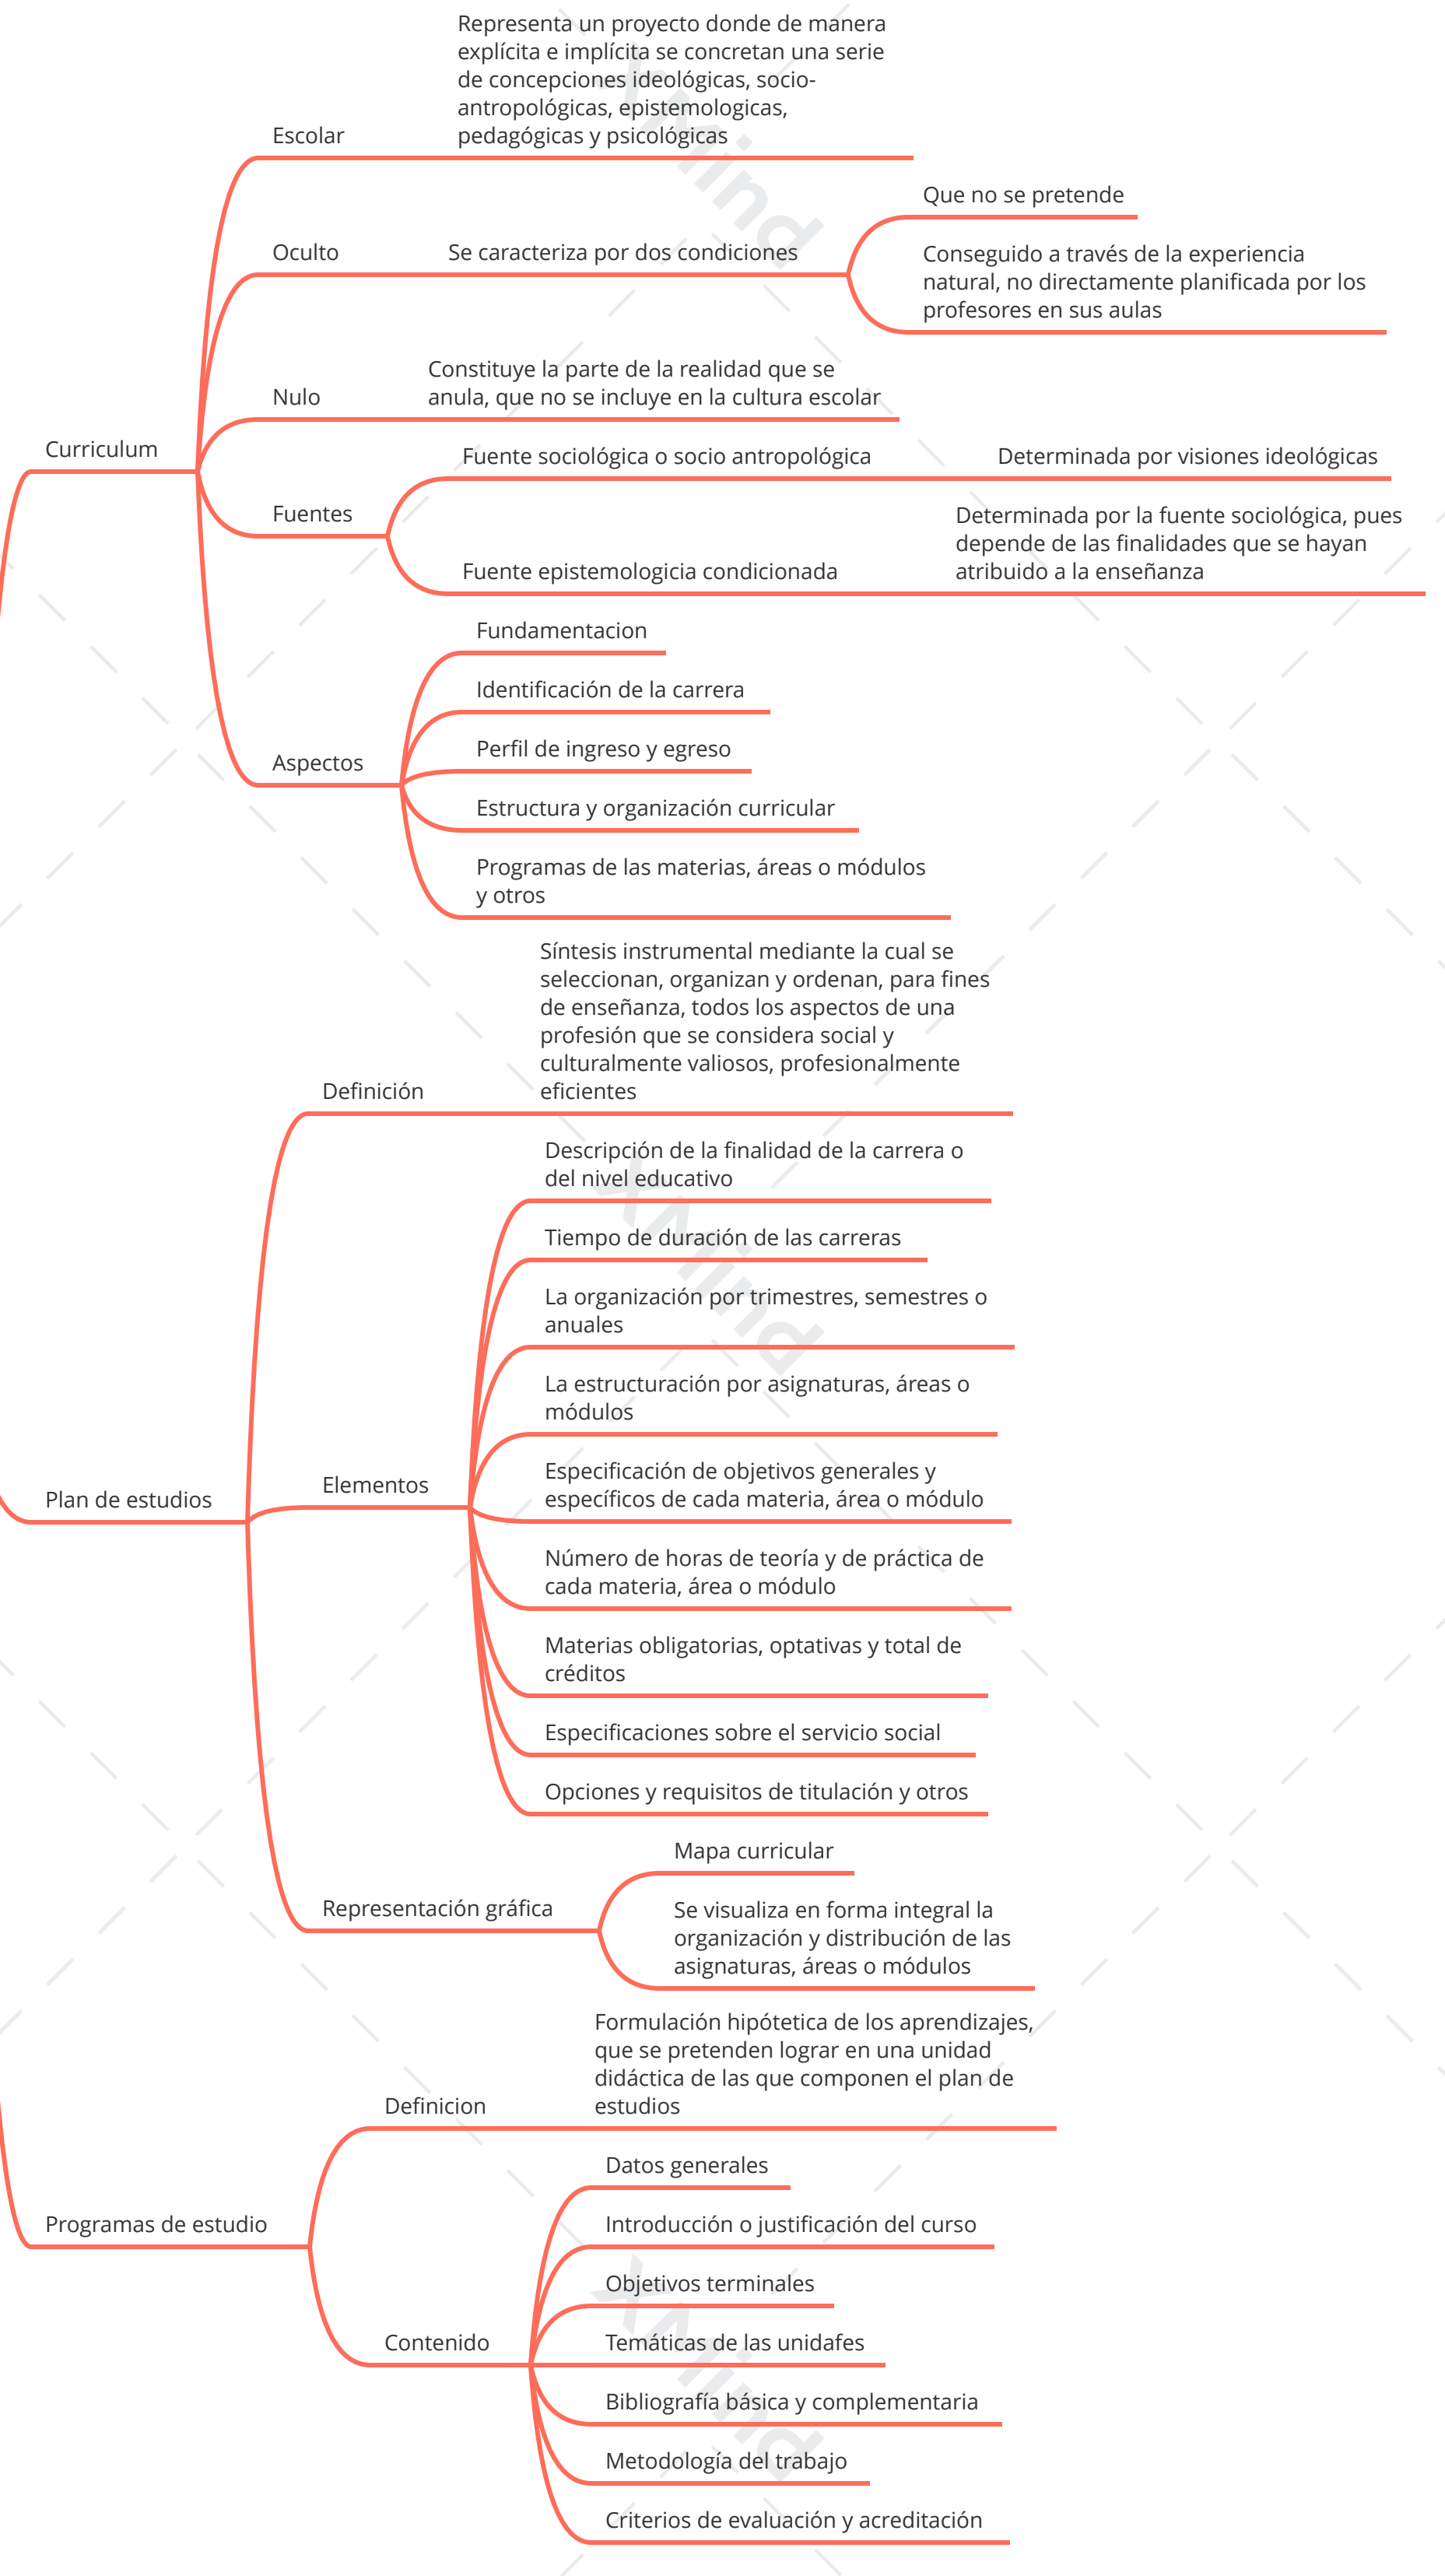 Representa un proyecto donde de manera
explícita e implícita se concretan una serie
de concepciones ideológicas, socio-
antropológicas, epistemologicas,
pedagógicas y psicológicas
Escolar
Que no se pretende
Oculto
Se caracteriza por dos condiciones
Conseguido a través de la experiencia
natural, no directamente planificada por los
profesores en sus aulas
Constituye la parte de la realidad que se
anula, que no se incluye en la cultura escolar
Nulo
Curriculum
Fuente sociológica o socio antropológica
Determinada por visiones ideológicas
Fuentes
Determinada por la fuente sociológica, pues
depende de las finalidades que se hayan
atribuido a la enseñanza
Fuente epistemologicia condicionada
Fundamentacion
Identificación de la carrera
Perfil de ingreso y egreso
Aspectos
Estructura y organización curricular
Programas de las materias, áreas o módulos
y otros
Síntesis instrumental mediante la cual se
seleccionan, organizan y ordenan, para fines
de enseñanza, todos los aspectos de una
profesión que se considera social y
culturalmente valiosos, profesionalmente
eficientes
Definición
Descripción de la finalidad de la carrera o
del nivel educativo
Tiempo de duración de las carreras
La organización por trimestres, semestres o
anuales
La estructuración por asignaturas, áreas o
módulos
Elementos
Especificación de objetivos generales y
específicos de cada materia, área o módulo
Plan de estudios
Número de horas de teoría y de práctica de
cada materia, área o módulo
Materias obligatorias, optativas y total de
créditos
Especificaciones sobre el servicio social
Opciones y requisitos de titulación y otros
Mapa curricular
Representación gráfica
Se visualiza en forma integral la
organización y distribución de las
asignaturas, áreas o módulos
Formulación hipótetica de los aprendizajes,
que se pretenden lograr en una unidad
didáctica de las que componen el plan de
estudios
Definicion
Datos generales
Programas de estudio
Introducción o justificación del curso
Objetivos terminales
Contenido
Temáticas de las unidafes
Bibliografía básica y complementaria
Metodología del trabajo
Criterios de evaluación y acreditación
XMind
XMind
XMind